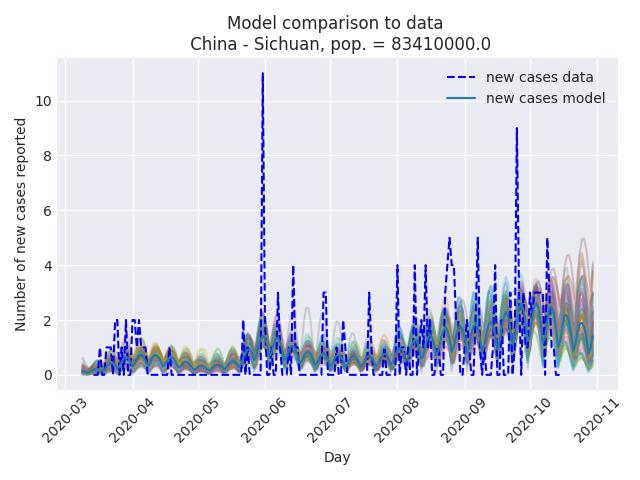 Model comparison to data
China - Sichuan, pop. = 83410000.0
new cases data
new cases model
Number of new cases reported
10
8
6
4
2
0
2020-03
2020-04
2020-05
2020-06
2020-07
2020-08
2020-09
2020-10
2020-11
Day